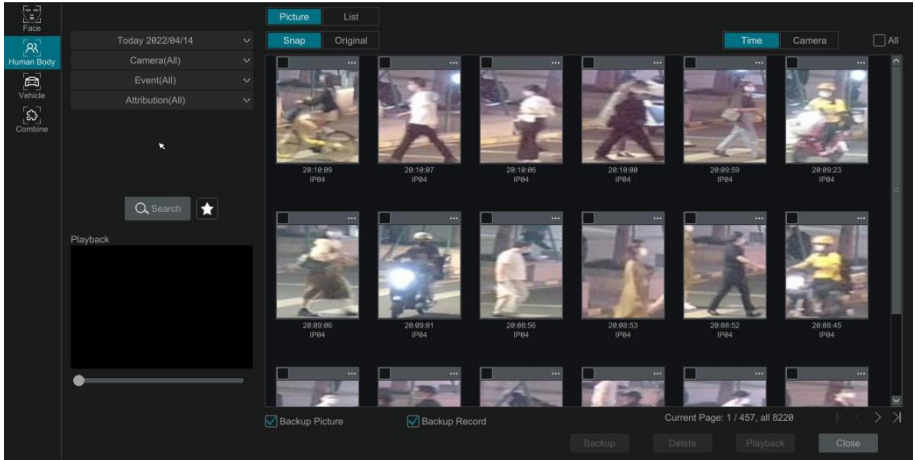 Face
Human Body
Vehicle
Combine
Today 2022/04/14
Camera(All)
Event(All)
Attribution(All)
Search
Playback
Picture List
Snap Original
Time Camera All
20:10:09 20:10:07 20:10:06 20:10:00 20:09:59 20:09:23
IP04 IP04 IP04 IP04 IP04 IP04
20:09:06 20:09:01 20:08:56 20:08:53 20:08:52 20:08:45
IP04 IP04 IP04 IP04 IP04 IP04
Backup Picture Backup Record Current Page: 1 / 457, all 8220
Backup Delete Playback Close